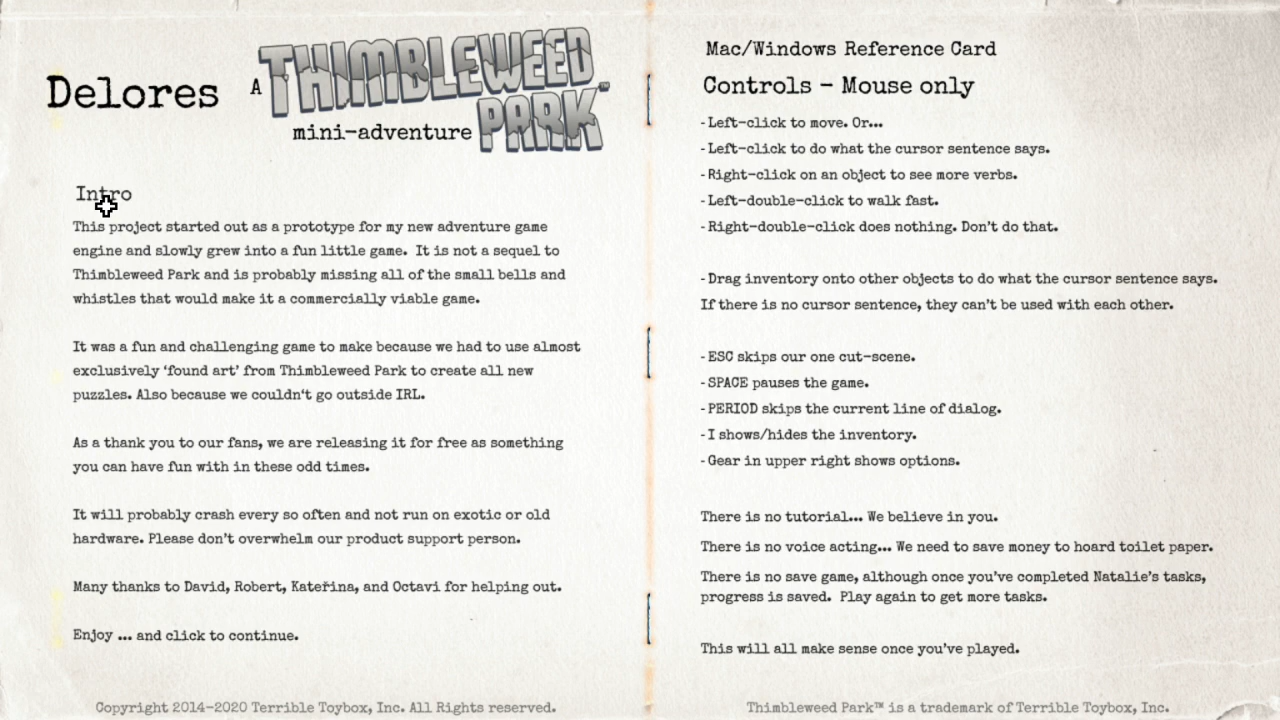 Delores A THIMBLEWEED PARK™
mini-adventure
Intro
This project started out as a prototype for my new adventure game
engine and slowly grew into a fun little game. It is not a sequel to
Thimbleweed Park and is probably missing all of the small bells and
whistles that would make it a commercially viable game.
It was a fun and challenging game to make because we had to use almost
exclusively ‘found art’ from Thimbleweed Park to create all new
puzzles. Also because we couldn‘t go outside IRL.
As a thank you to our fans, we are releasing it for free as something
you can have fun with in these odd times.
It will probably crash every so often and not run on exotic or old
hardware. Please don’t overwhelm our product support person.
Many thanks to David, Robert, Kateřina, and Octavi for helping out.
Enjoy ... and click to continue.
Copyright 2014-2020 Terrible Toybox, Inc. All Rights reserved.
Mac/Windows Reference Card
Controls - Mouse only
- Left-click to move. Or...
- Left-click to do what the cursor sentence says.
- Right-click on an object to see more verbs.
- Left-double-click to walk fast.
- Right-double-click does nothing. Don’t do that.
- Drag inventory onto other objects to do what the cursor sentence says.
If there is no cursor sentence, they can’t be used with each other.
- ESC skips our one cut-scene.
- SPACE pauses the game.
- PERIOD skips the current line of dialog.
- I shows/hides the inventory.
- Gear in upper right shows options.
There is no tutorial... We believe in you.
There is no voice acting... We need to save money to hoard toilet paper.
There is no save game, although once you’ve completed Natalie’s tasks,
progress is saved. Play again to get more tasks.
This will all make sense once you’ve played.
Thimbleweed Park™ is a trademark of Terrible Toybox, Inc.